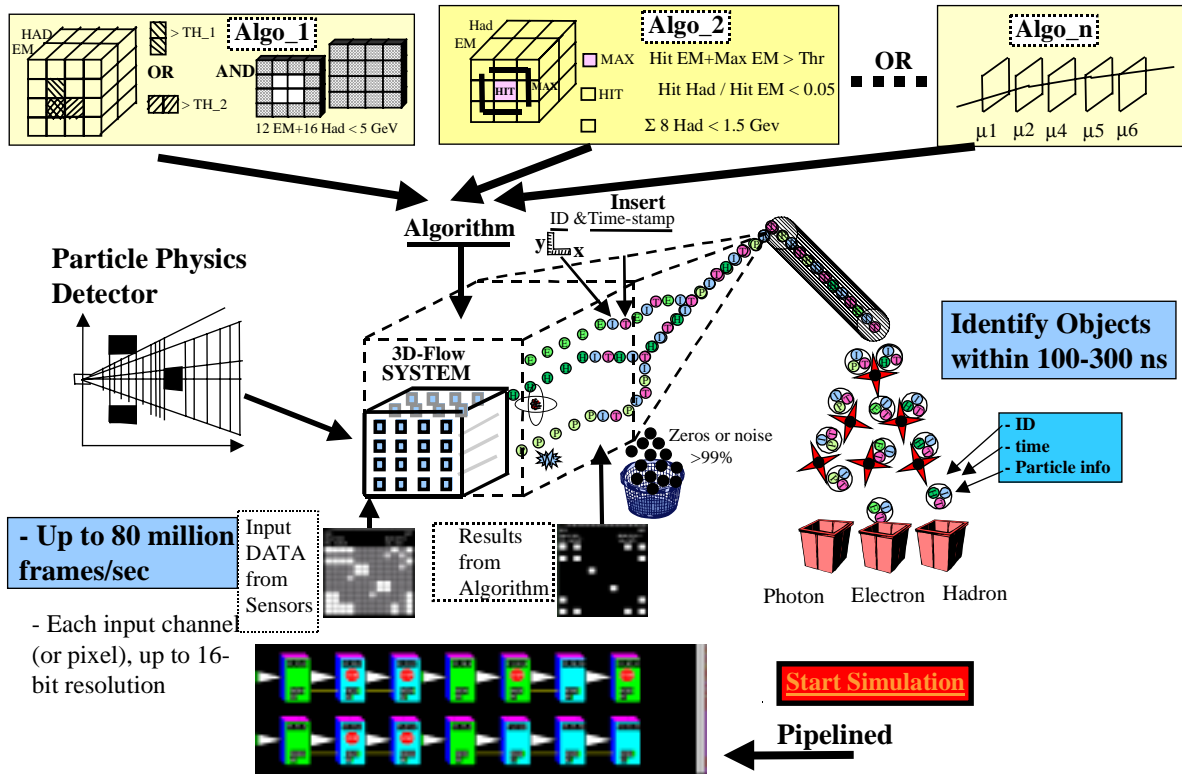 HAD
EM
> TH_1
OR
> TH_2
Algo_1
AND
12 EM+16 Had < 5 GeV
Had
EM
HIT
MAX
Algo_2
MAX
Hit EM+Max EM > Thr
HIT
Hit Had / Hit EM < 0.05
Σ 8 Had < 1.5 Gev
OR
Algo_n
μ1 μ2 μ4 μ5 μ6
Algorithm
Insert
ID &Time-stamp
y
x
Particle Physics
Detector
3D-Flow
SYSTEM
Identify Objects
within 100-300 ns
- ID
- time
- Particle info
Zeros or noise
>99%
- Up to 80 million
frames/sec
Input
DATA
from
Sensors
Results
from
Algorithm
Photon
Electron
Hadron
- Each input channel
(or pixel), up to 16-
bit resolution
Start Simulation
Pipelined